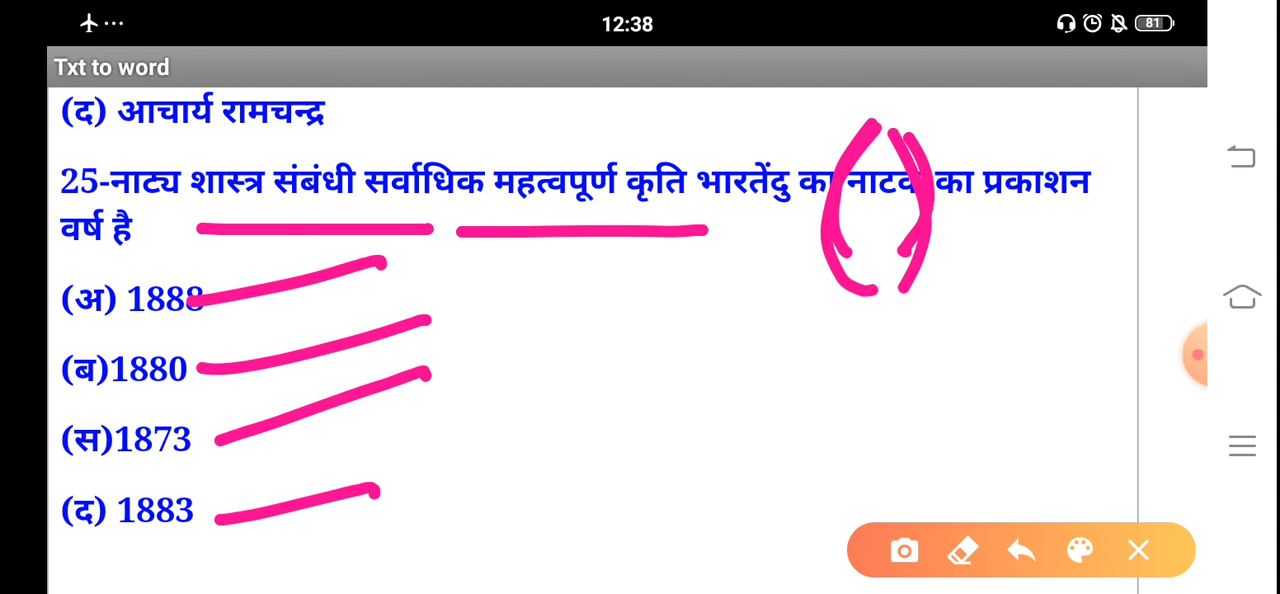 12:38
81
Txt to word
(द) आचार्य रामचन्द्र
25-नाट्य शास्त्र संबंधी सर्वाधिक महत्वपूर्ण कृति भारतेंदु का नाटक का प्रकाशन
वर्ष है
(अ) 1888
(ब)1880
(स)1873
(द) 1883